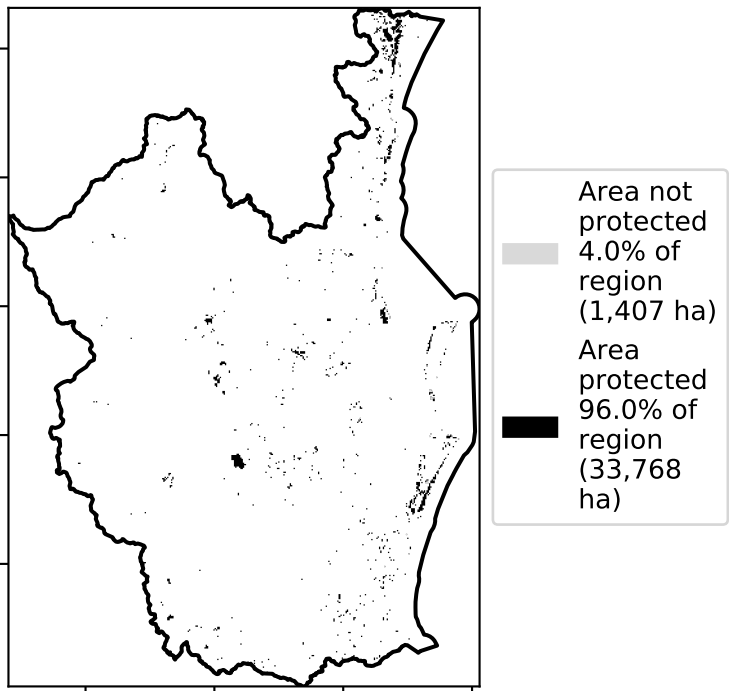 Area not
protected
4.0% of
region
(1,407 ha)
Area
protected
96.0% of
region
(33,768
ha)